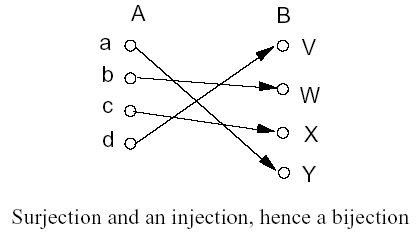 A B
a V
b W
c X
d Y
Surjection and an injection, hence a bijection